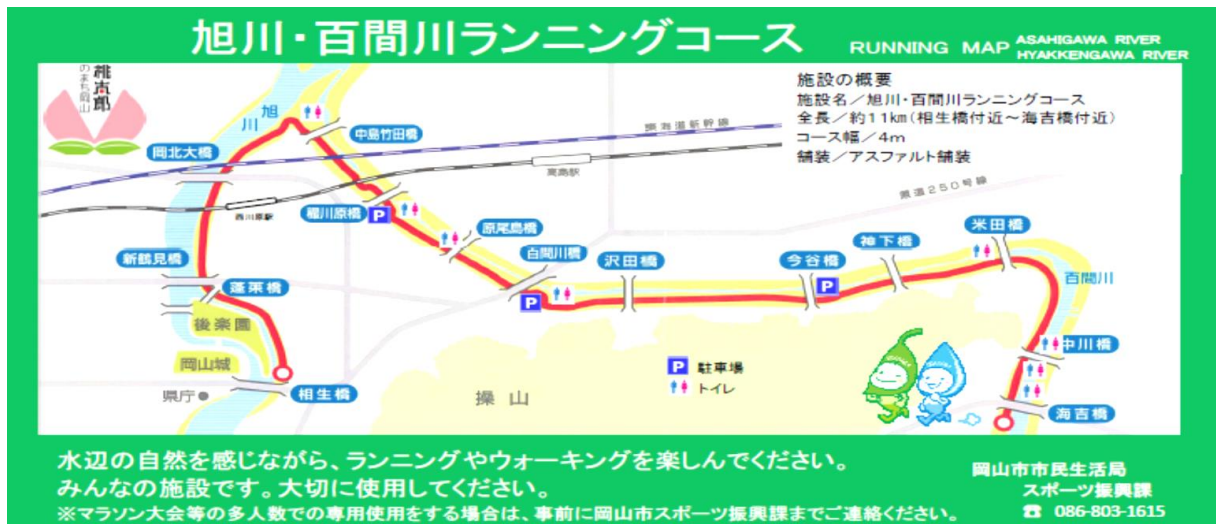 旭川・百間川ランニングコース
RUNNING MAP
ASAHIGAWA RIVER
HYAKKENGAWA RIVER
桃太郎
のまち岡山
施設の概要
施設名／旭川・百間川ランニングコース
全長／約11km(相生橋付近～海吉橋付近)
コース幅／4m
舗装／アスファルト舗装
旭川
中島竹田橋
東海道新幹線
岡北大橋
高島駅
県道250号線
西川原駅
P
原尾島橋
米田橋
神下橋
百間川橋
沢田橋
今谷橋
新鶴見橋
蓬莱橋
百間川
P
P
後楽園
岡山城
中川橋
P 駐車場
トイレ
県庁
相生橋
操山
海吉橋
水辺の自然を感じながら、ランニングやウォーキングを楽しんでください。
みんなの施設です。大切に使用してください。
※マラソン大会等の多人数での専用使用をする場合は、事前に岡山市スポーツ振興課までご連絡ください。
岡山市市民生活局
スポーツ振興課
☎ 086-803-1615